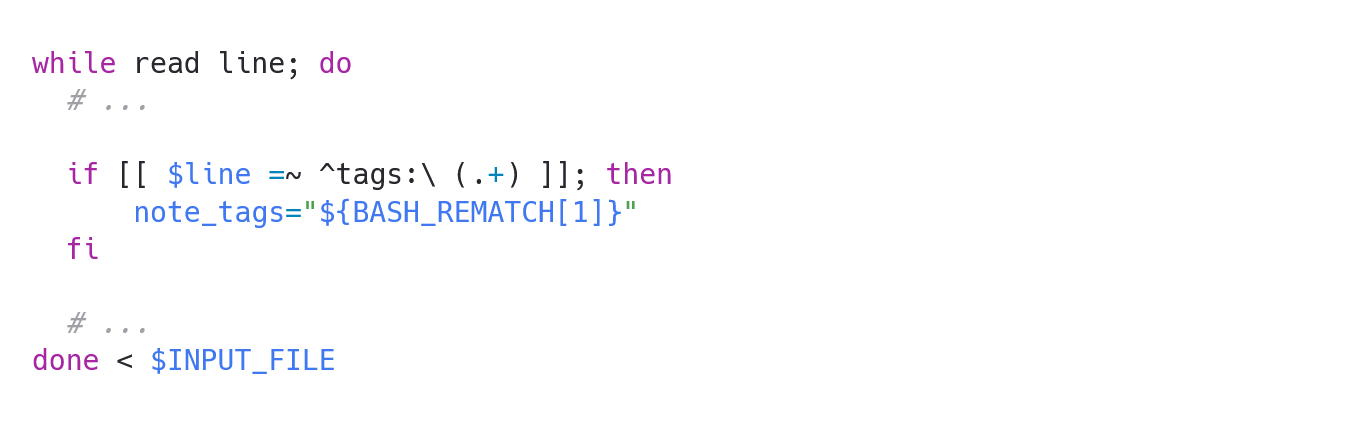 while read line; do
  # ...

  if [[ $line =~ ^tags:\ (.+) ]]; then
      note_tags="${BASH_REMATCH[1]}"
  fi

  # ...
done < $INPUT_FILE